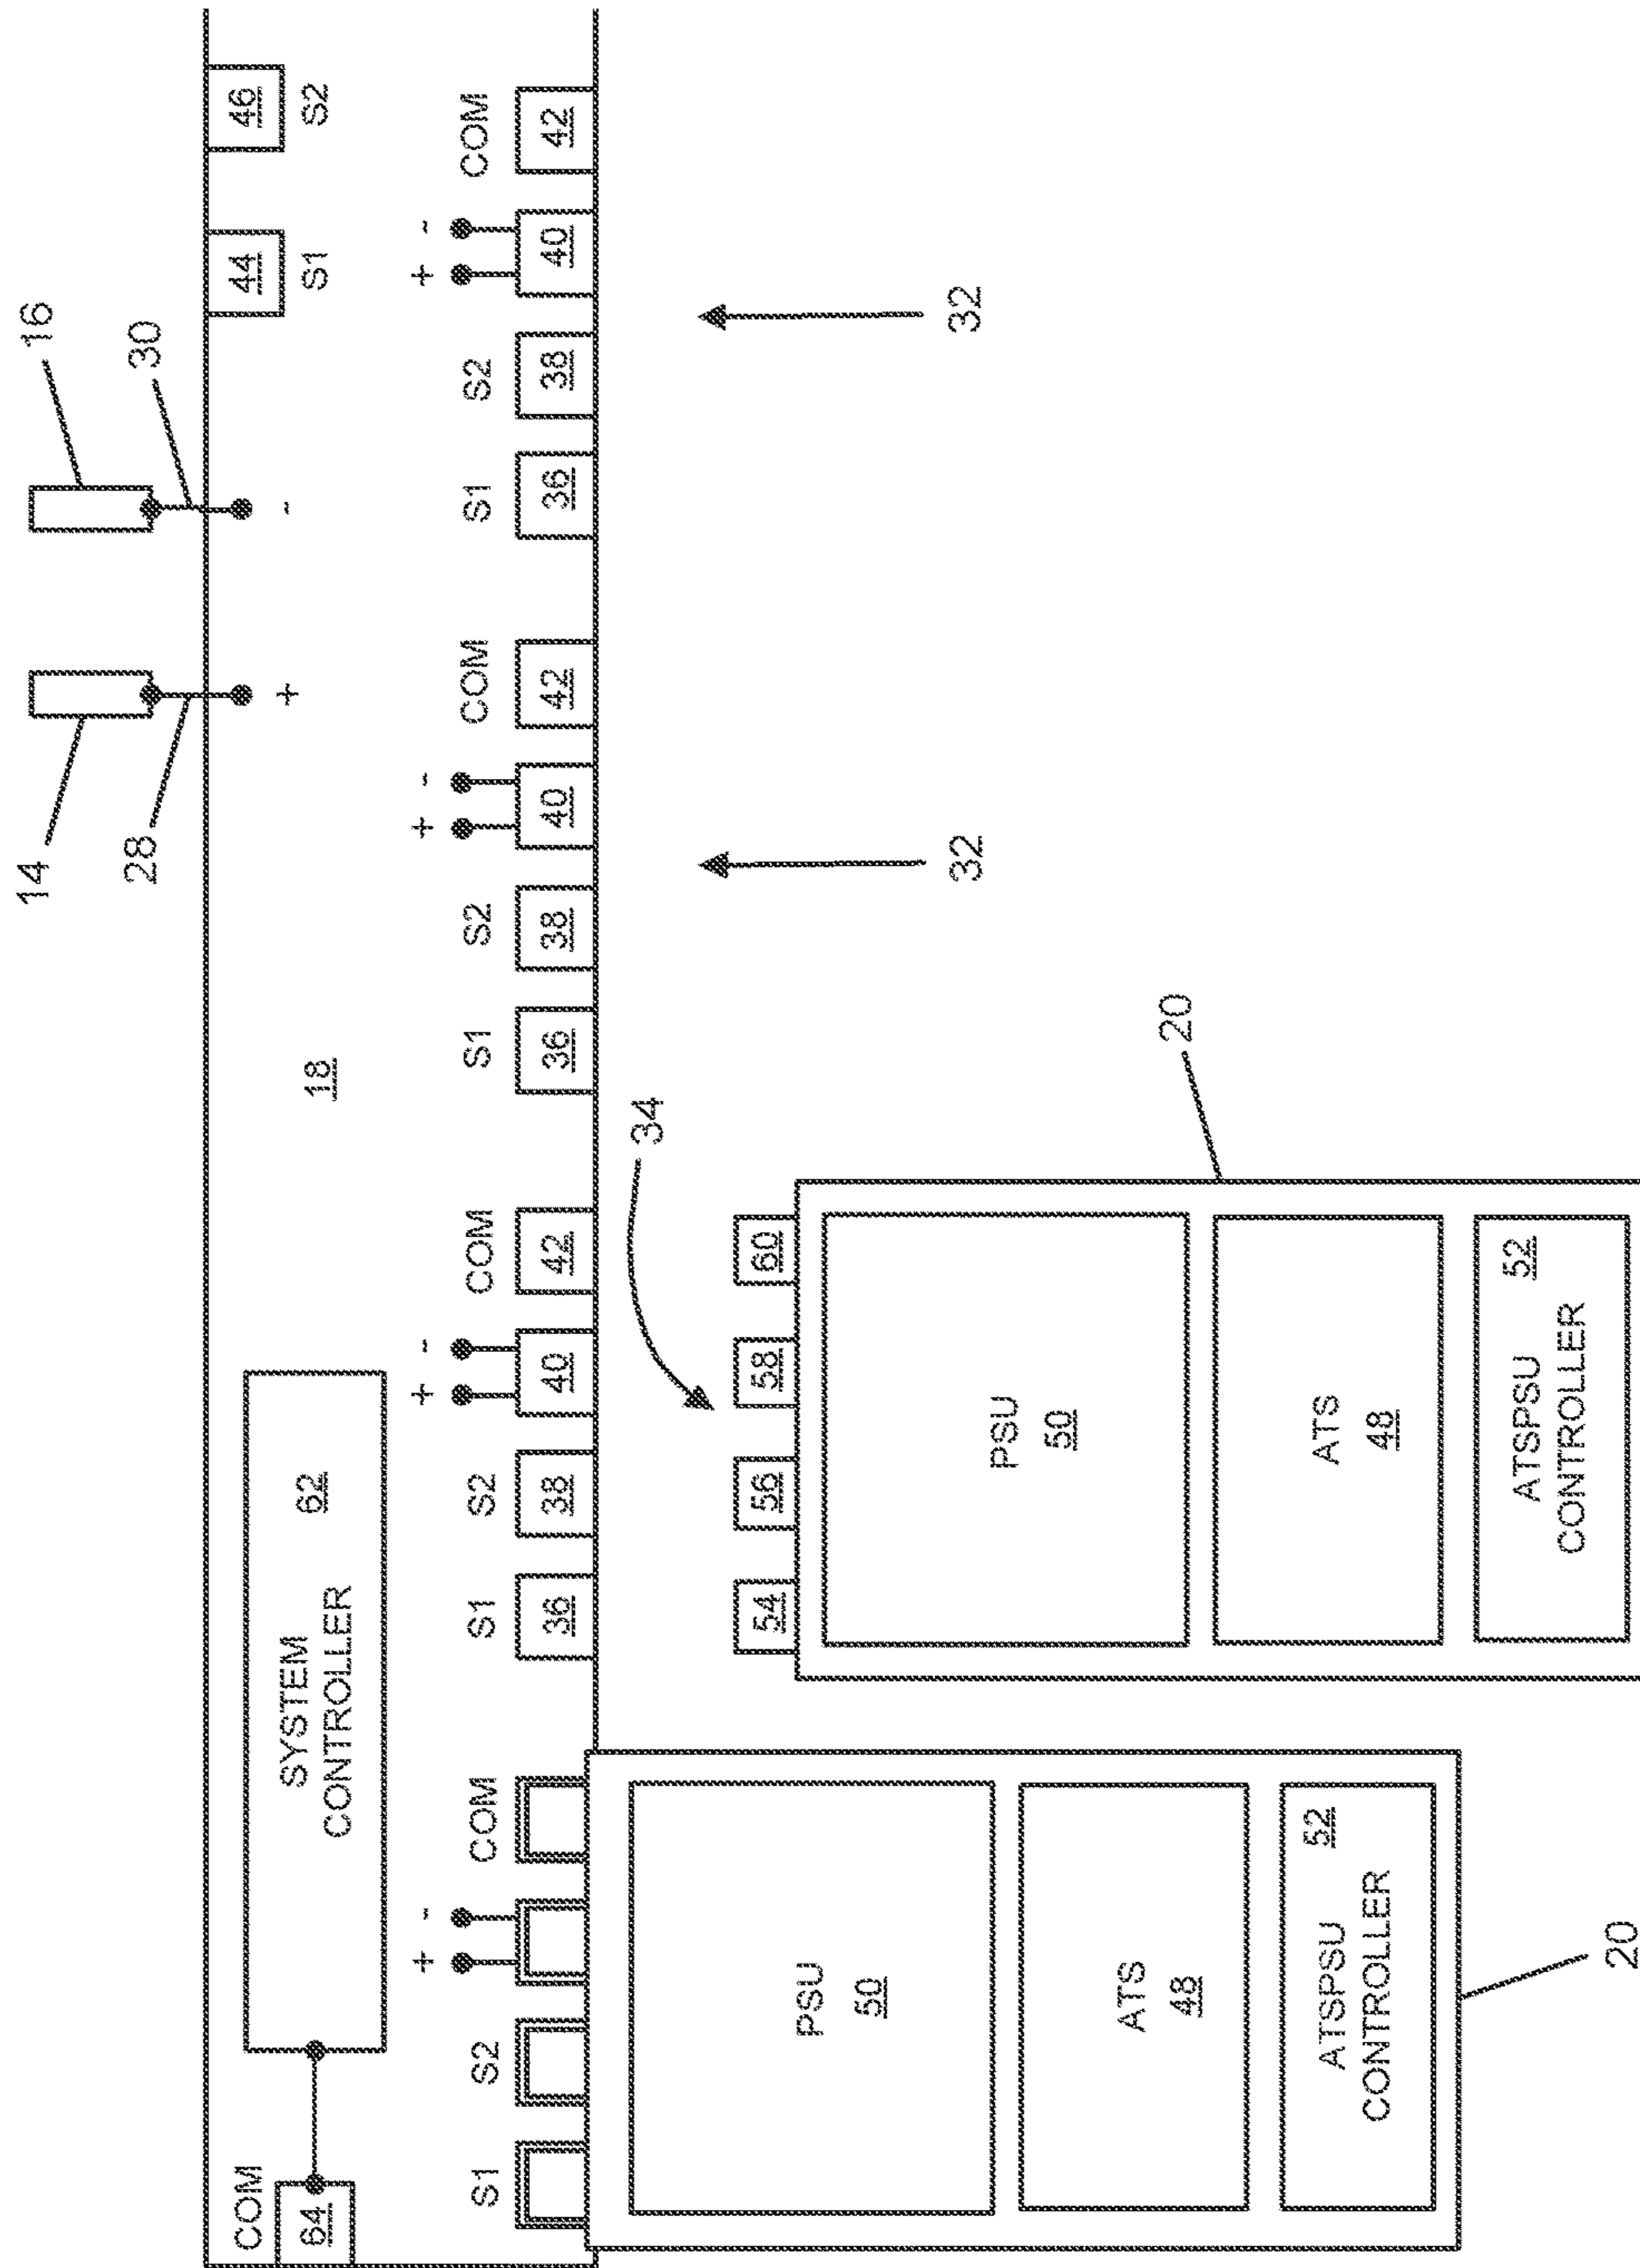 14
16
28
30
COM
64
SYSTEM
CONTROLLER
62
18
+
-
44
S1
46
S2
S1
S2
+ -
COM
S1
36
S2
38
+ -
40
COM
42
S1
36
S2
38
+ -
40
COM
42
S1
36
S2
38
+ -
40
COM
42
34
32
32
PSU
50
ATS
48
52
ATSPSU
CONTROLLER
20
54
56
58
60
PSU
50
ATS
48
52
ATSPSU
CONTROLLER
20